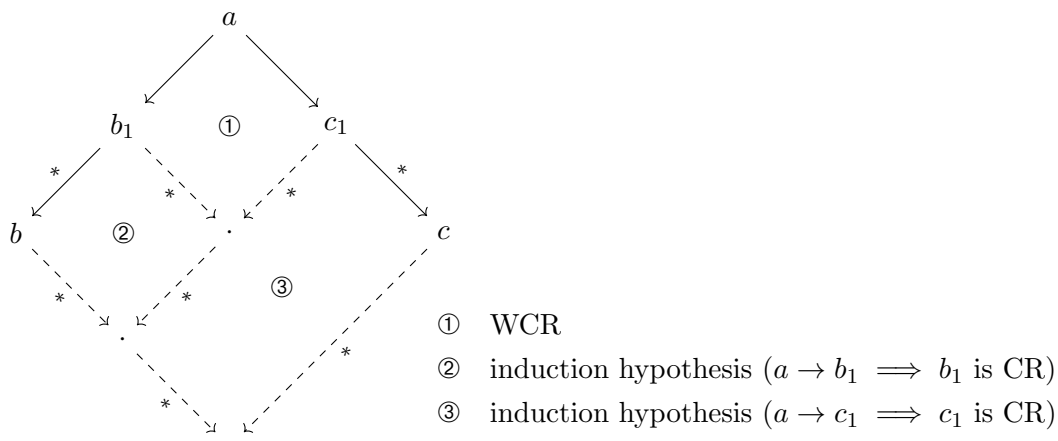 a
b₁ ① c₁
* * * *
b ② · c
* * ③
·
*
*
·
① WCR
② induction hypothesis (a → b₁ ⟹ b₁ is CR)
③ induction hypothesis (a → c₁ ⟹ c₁ is CR)